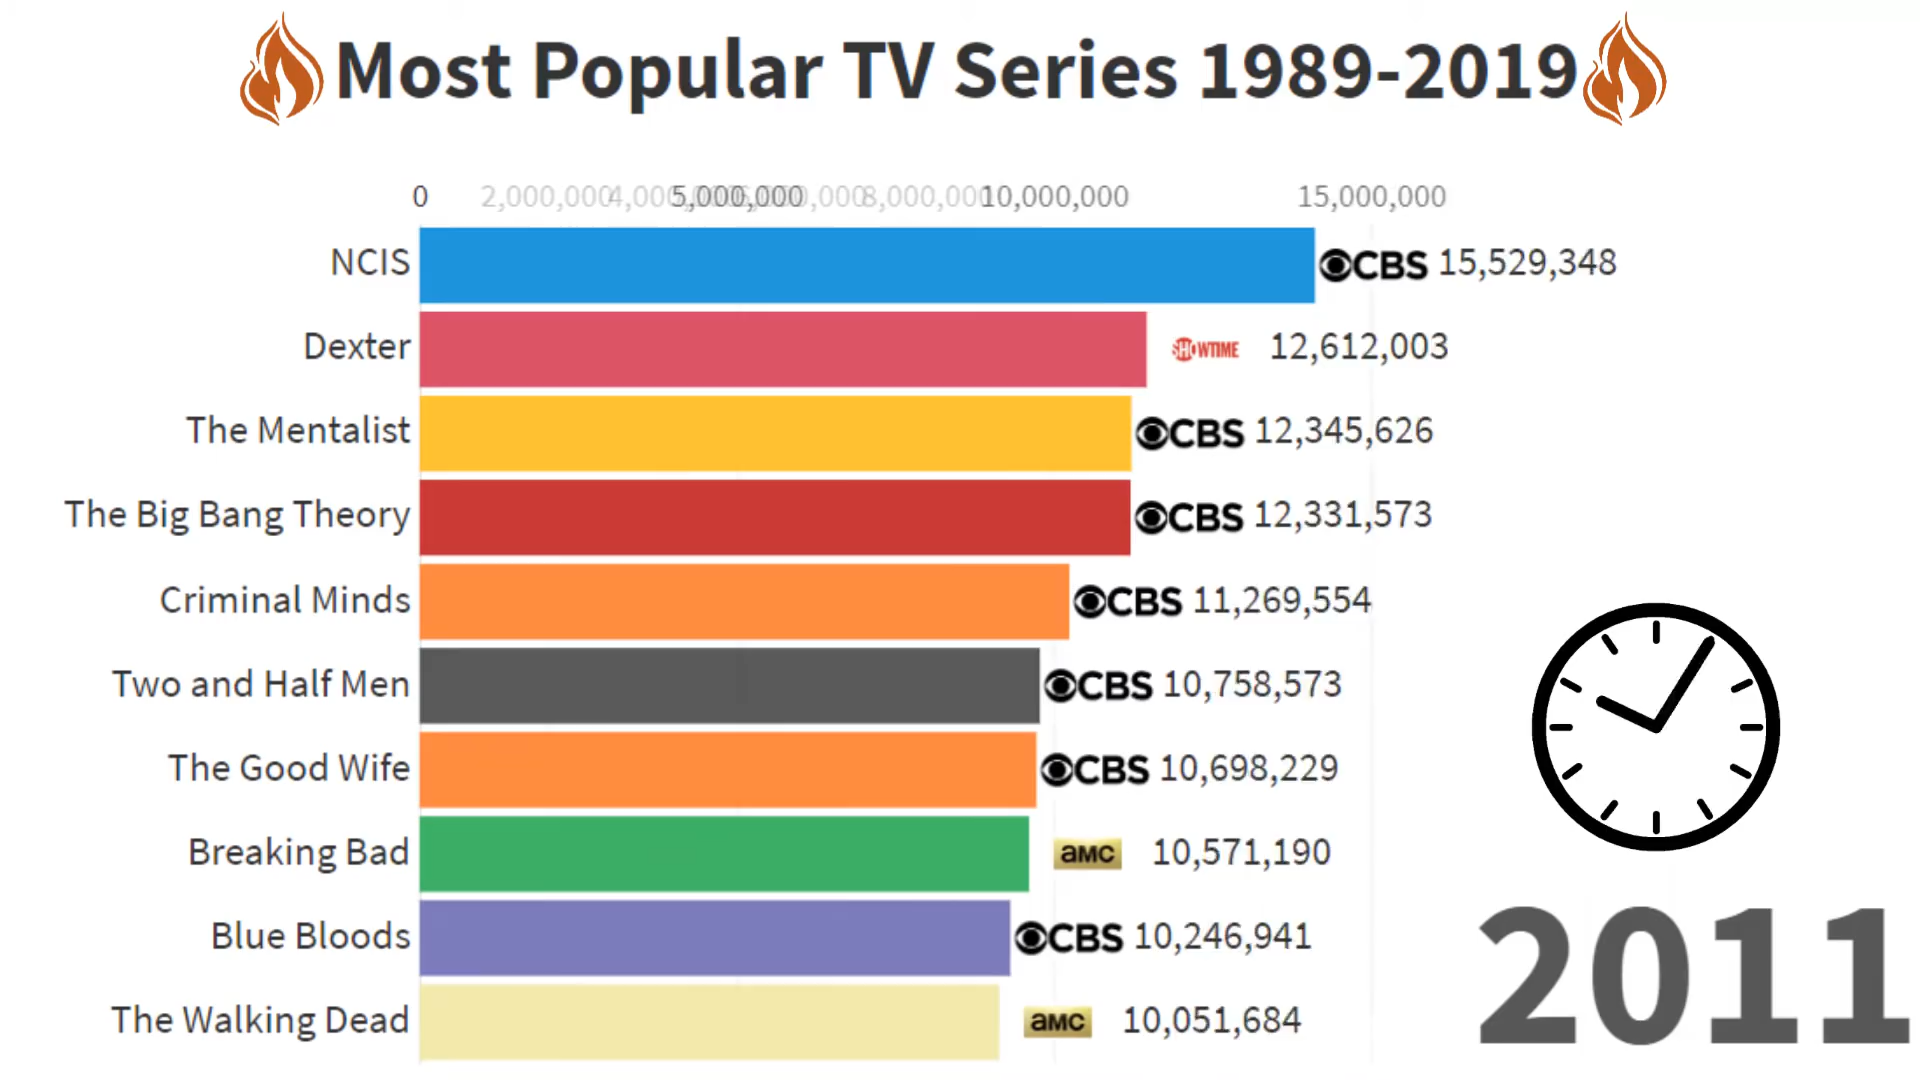 Most Popular TV Series 1989-2019
0 2,000,000 5,000,000 10,000,000 15,000,000
NCIS CBS 15,529,348
Dexter SHOWTIME 12,612,003
The Mentalist CBS 12,345,626
The Big Bang Theory CBS 12,331,573
Criminal Minds CBS 11,269,554
Two and Half Men CBS 10,758,573
The Good Wife CBS 10,698,229
Breaking Bad amc 10,571,190
Blue Bloods CBS 10,246,941
The Walking Dead amc 10,051,684
2011